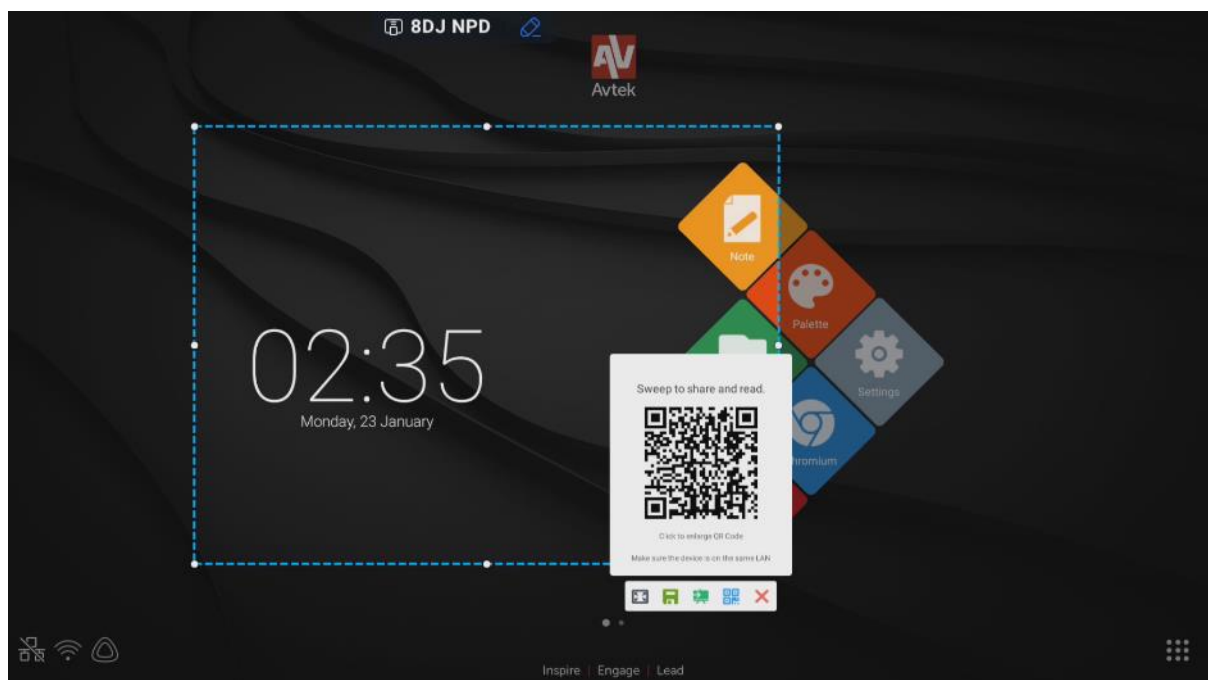 8DJ NPD
AV
Avtek
Note
Palette
Settings
02:35
Monday, 23 January
Sweep to share and read.
hromium
Click to enlarge QR Code
Make sure the device is on the same LAN
Inspire | Engage | Lead